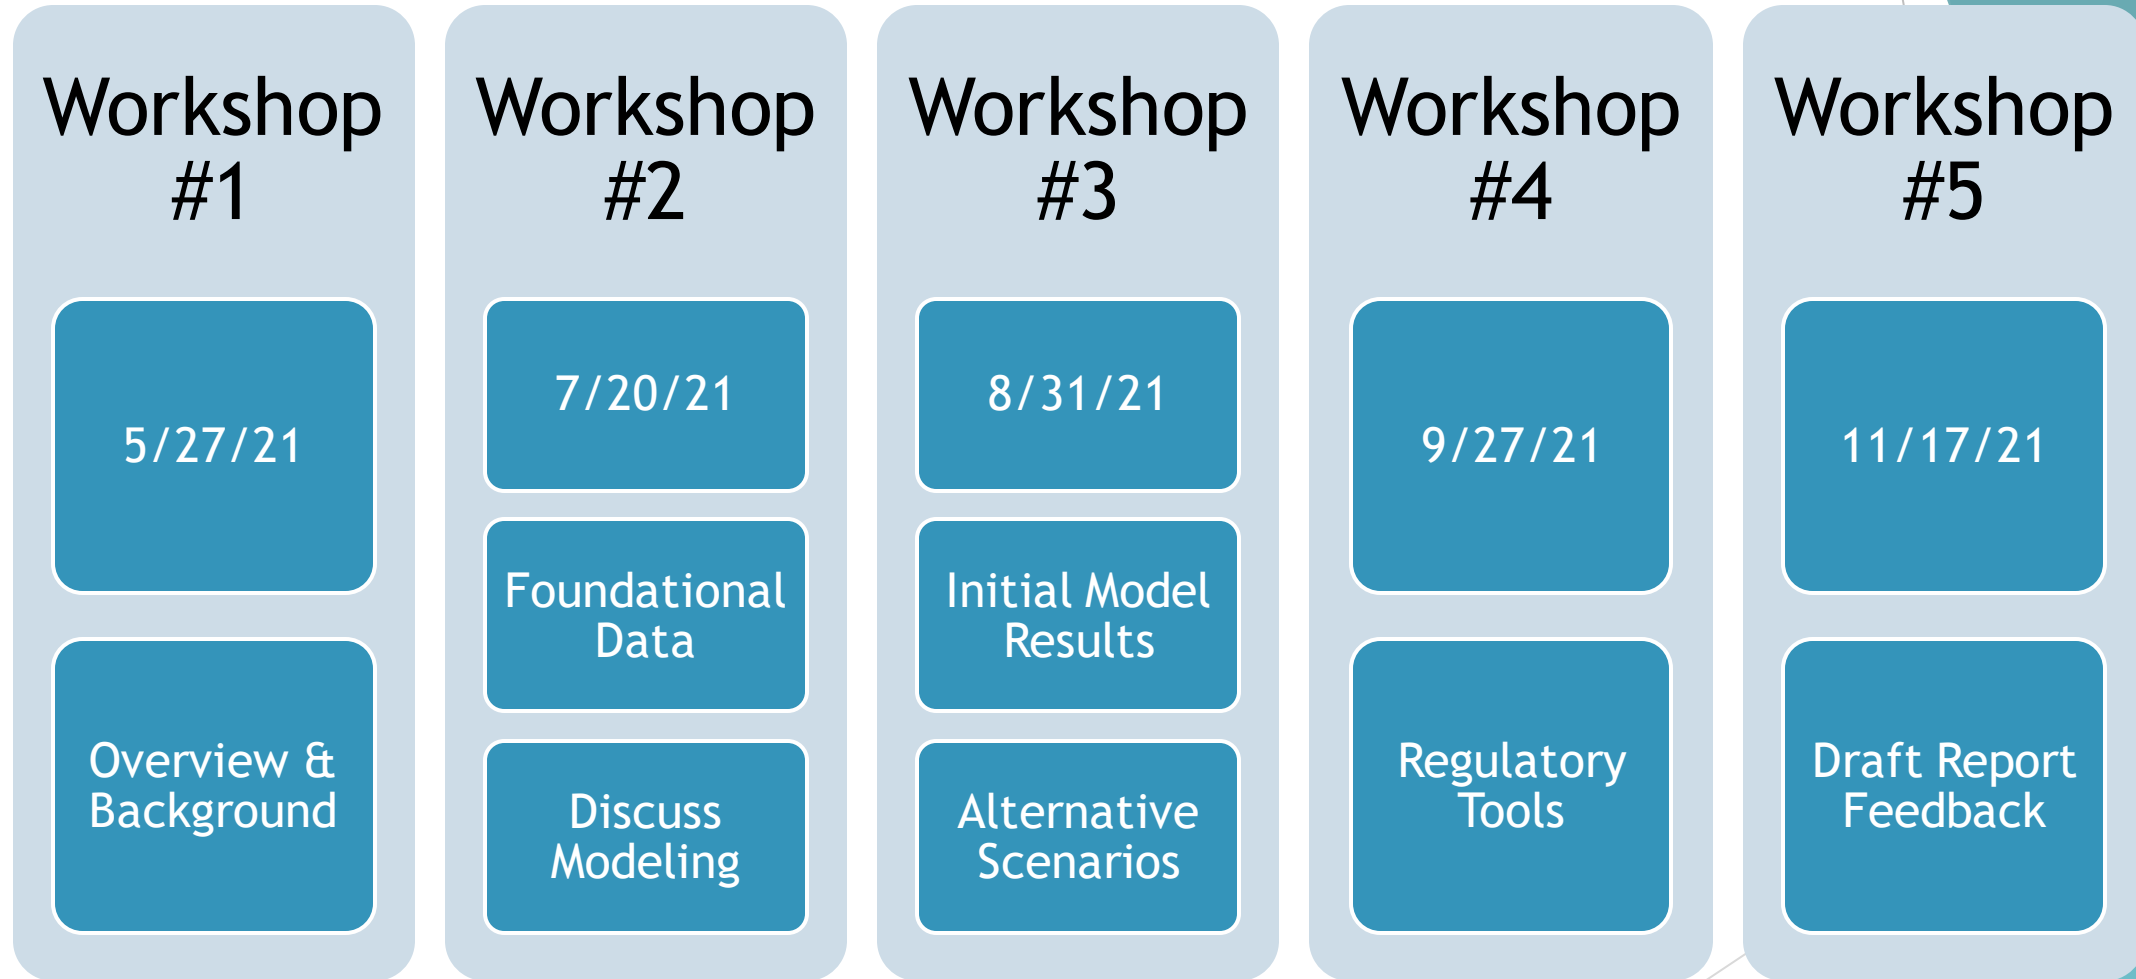 Workshop
#1
5/27/21
Overview &
Background
Workshop
#2
7/20/21
Foundational
Data
Discuss
Modeling
Workshop
#3
8/31/21
Initial Model
Results
Alternative
Scenarios
Workshop
#4
9/27/21
Regulatory
Tools
Workshop
#5
11/17/21
Draft Report
Feedback